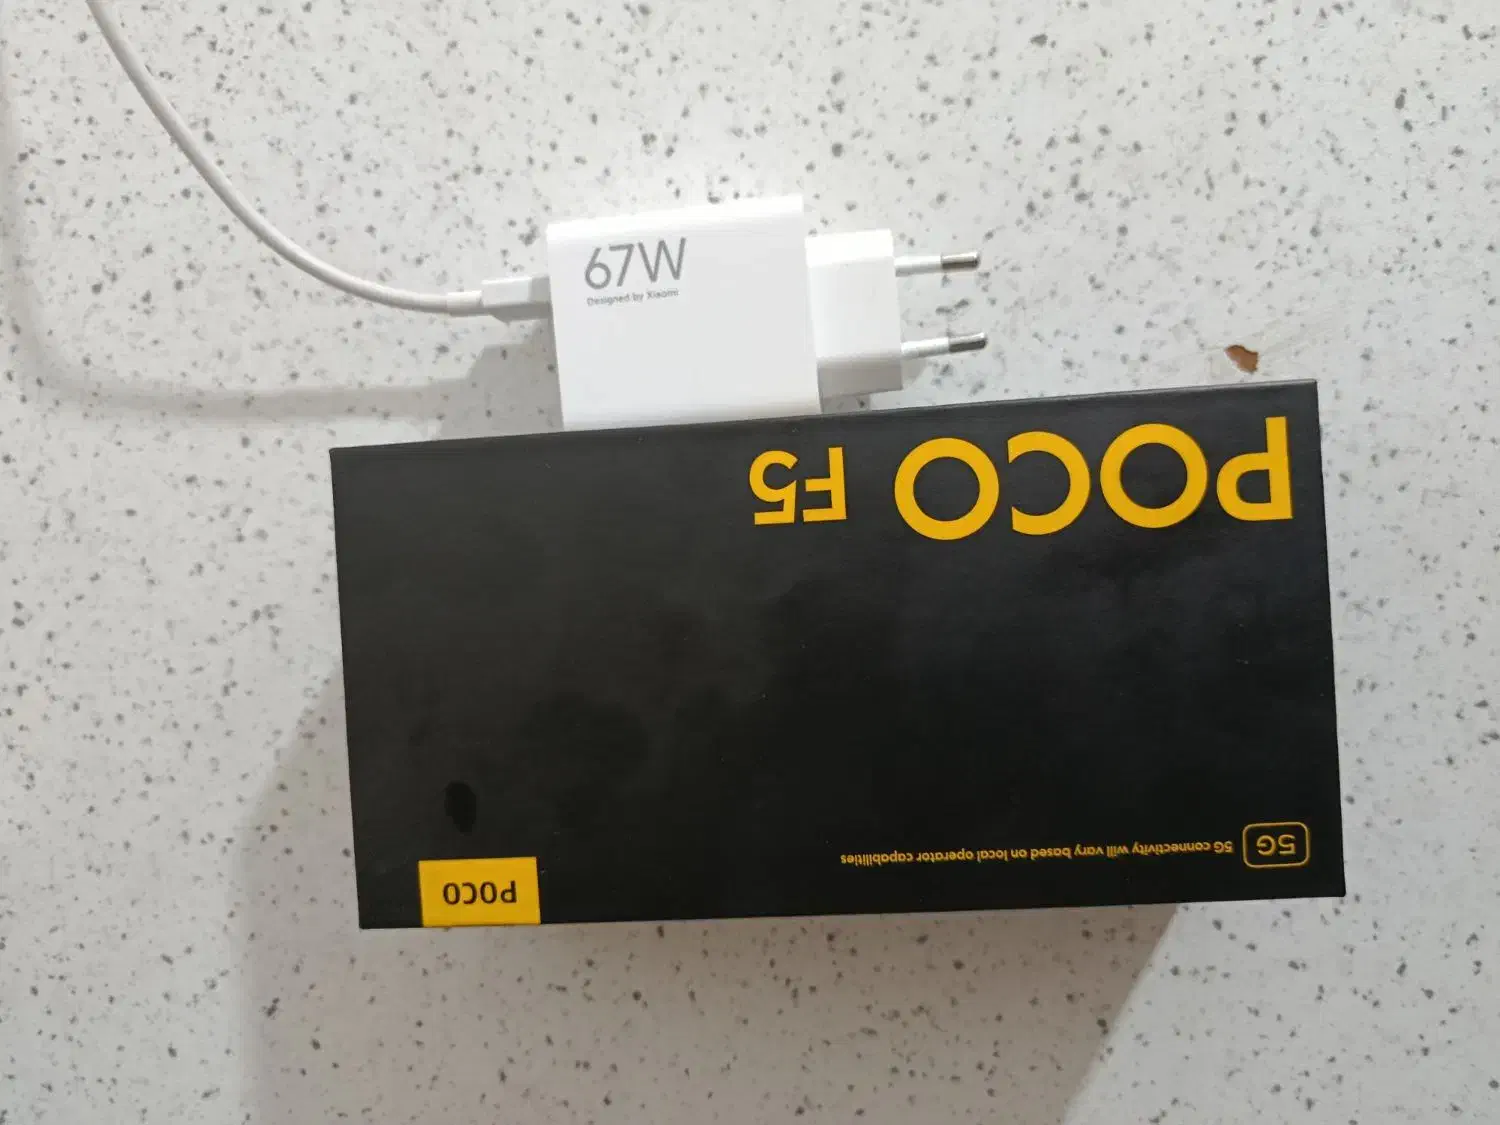 67W
Designed by Xiaomi
POCO F5
5G
5G connectivity will vary based on local operator capabilities
POCO